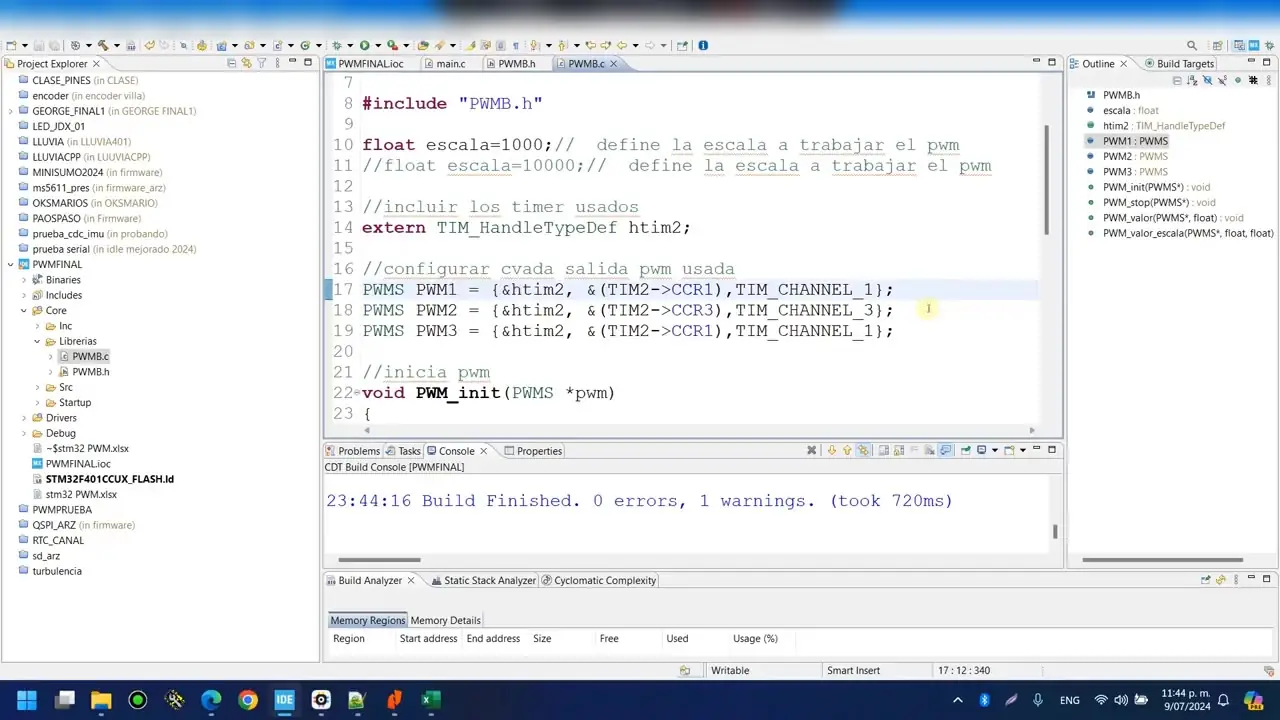 Project Explorer
PWMFINAL.ioc
main.c
PWMB.h
PWMB.c
Outline
Build Targets
CLASE_PINES (in CLASE)
encoder (in encoder villa)
GEORGE_FINAL1 (in GEORGE FINAL1)
LED_JDX_01
LLUVIA (in LLUVIA401)
LLUVIACPP (in LUUVIACPP)
MINISUMO2024 (in firmware)
ms5611_pres (in firmware_arz)
OKSMARIOS (in OKSMARIO)
PAOSPASO (in Firmware)
prueba_cdc_imu (in probando)
prueba serial (in idle mejorado 2024)
PWMFINAL
Binaries
Includes
Core
Inc
Librerias
PWMB.c
PWMB.h
Src
Startup
Drivers
Debug
~$stm32 PWM.xlsx
PWMFINAL.ioc
STM32F401CCUX_FLASH.ld
stm32 PWM.xlsx
PWMPRUEBA
QSPI_ARZ (in firmware)
RTC_CANAL
sd_arz
turbulencia
7
8 #include "PWMB.h"
9
10 float escala=1000;//  define la escala a trabajar el pwm
11 //float escala=10000;//  define la escala a trabajar el pwm
12
13 //incluir los timer usados
14 extern TIM_HandleTypeDef htim2;
15
16 //configurar cvada salida pwm usada
17 PWMS PWM1 = {&htim2, &(TIM2->CCR1),TIM_CHANNEL_1};
18 PWMS PWM2 = {&htim2, &(TIM2->CCR3),TIM_CHANNEL_3};
19 PWMS PWM3 = {&htim2, &(TIM2->CCR1),TIM_CHANNEL_1};
20
21 //inicia pwm
22 void PWM_init(PWMS *pwm)
23 {
PWMB.h
escala : float
htim2 : TIM_HandleTypeDef
PWM1 : PWMS
PWM2 : PWMS
PWM3 : PWMS
PWM_init(PWMS*) : void
PWM_stop(PWMS*) : void
PWM_valor(PWMS*, float) : void
PWM_valor_escala(PWMS*, float, float)
Problems
Tasks
Console
Properties
CDT Build Console [PWMFINAL]
23:44:16 Build Finished. 0 errors, 1 warnings. (took 720ms)
Build Analyzer
Static Stack Analyzer
Cyclomatic Complexity
Memory Regions
Memory Details
Region
Start address
End address
Size
Free
Used
Usage (%)
Writable
Smart Insert
17 : 12 : 340
IDE
ENG
11:44 p. m.
9/07/2024